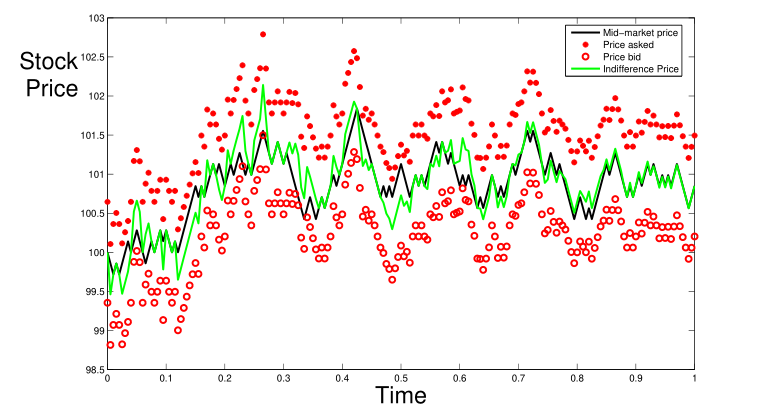 103
102.5
Stock
Price
102
101.5
101
100.5
100
99.5
99
98.5
Mid-market price
Price asked
Price bid
Indifference Price
0 0.1 0.2 0.3 0.4 0.5 0.6 0.7 0.8 0.9 1
Time